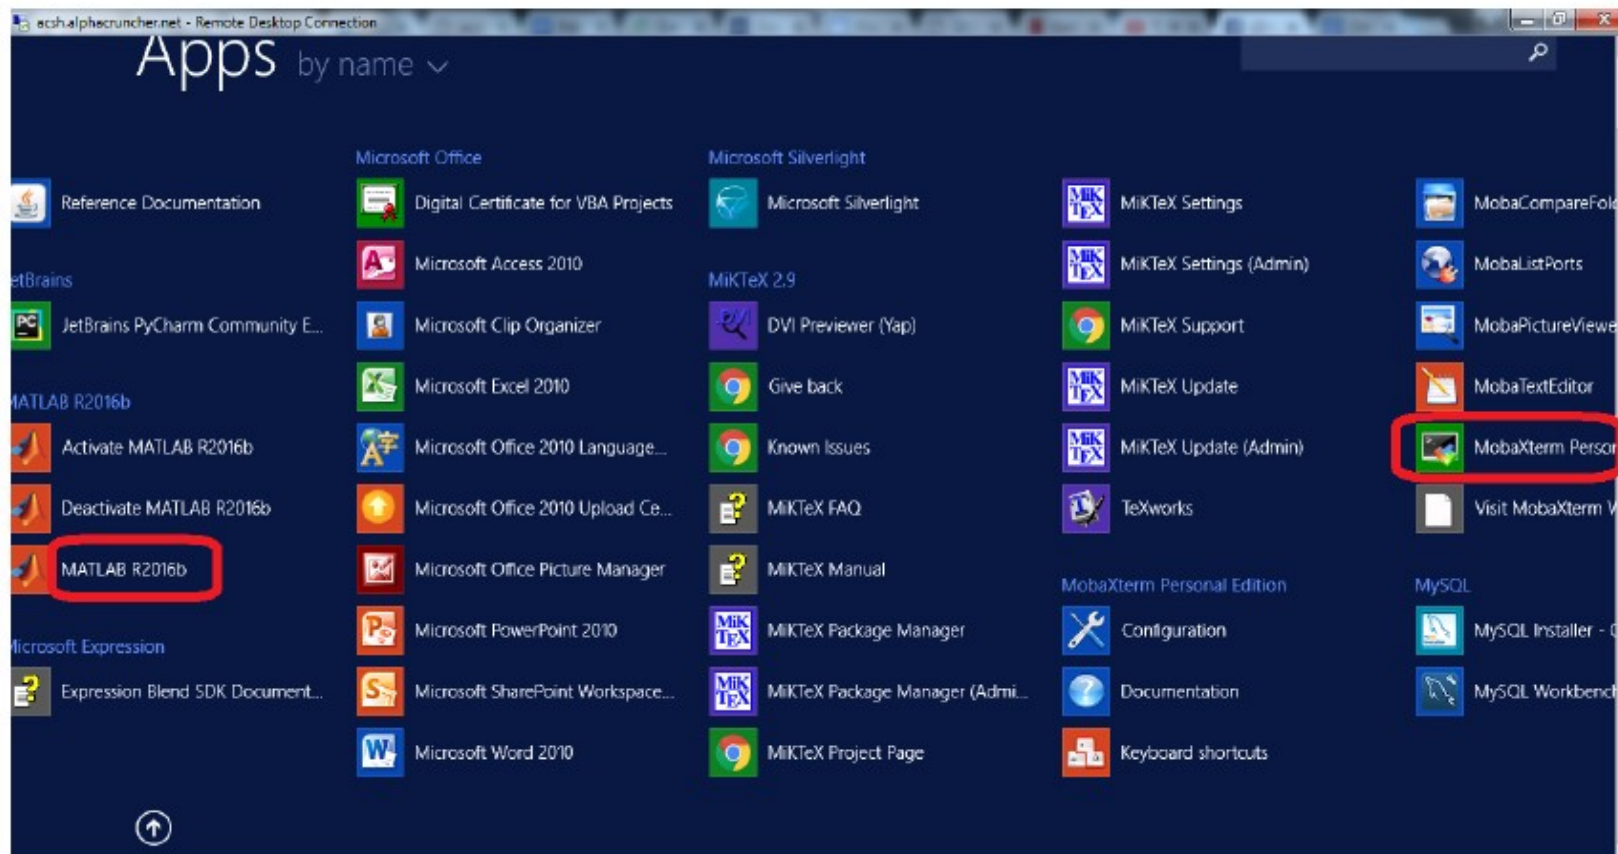 acsh.alphacruncher.net - Remote Desktop Connection
Apps by name
Reference Documentation
etBrains
JetBrains PyCharm Community E...
MATLAB R2016b
Activate MATLAB R2016b
Deactivate MATLAB R2016b
MATLAB R2016b
Microsoft Expression
Expression Blend SDK Document...
Microsoft Office
Digital Certificate for VBA Projects
Microsoft Access 2010
Microsoft Clip Organizer
Microsoft Excel 2010
Microsoft Office 2010 Language...
Microsoft Office 2010 Upload Ce...
Microsoft Office Picture Manager
Microsoft PowerPoint 2010
Microsoft SharePoint Workspace...
Microsoft Word 2010
Microsoft Silverlight
Microsoft Silverlight
MiKTeX 2.9
DVI Previewer (Yap)
Give back
Known Issues
MiKTeX FAQ
MiKTeX Manual
MiKTeX Package Manager
MiKTeX Package Manager (Admi...
MiKTeX Project Page
MiKTeX Settings
MiKTeX Settings (Admin)
MiKTeX Support
MiKTeX Update
MiKTeX Update (Admin)
TeXworks
MobaXterm Personal Edition
Configuration
Documentation
Keyboard shortcuts
MobaCompareFol
MobaListPorts
MobaPictureViewe
MobaTextEditor
MobaXterm Person
Visit MobaXterm
MySQL
MySQL Installer -
MySQL Workbench